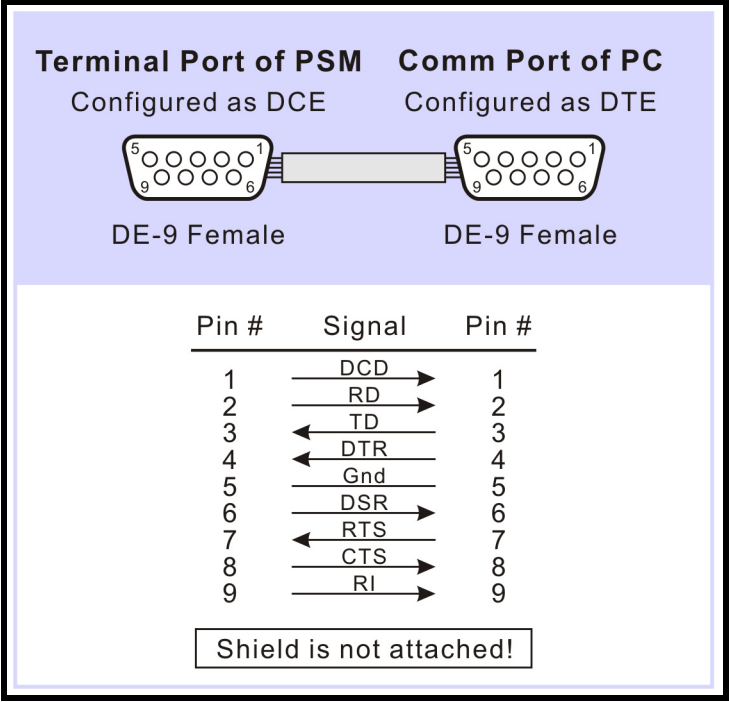 Terminal Port of PSM Comm Port of PC
Configured as DCE Configured as DTE
5 1 5 1
9 6 9 6
DE-9 Female DE-9 Female
Pin # Signal Pin #
1 DCD 1
2 RD 2
3 TD 3
4 DTR 4
5 Gnd 5
6 DSR 6
7 RTS 7
8 CTS 8
9 RI 9
Shield is not attached!